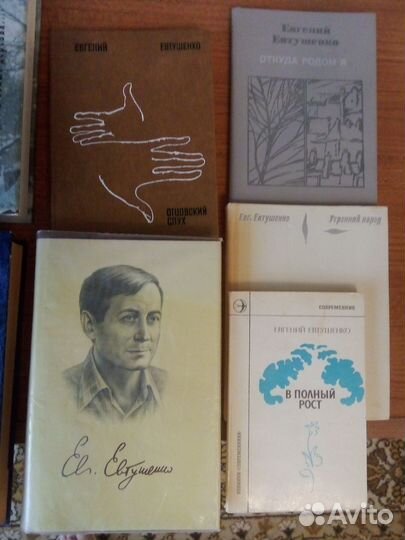 ЕВГЕНИЙ ЕВТУШЕНКО
ОТЦОВСКИЙ
СЛУХ
Евгений
Евтушенко
ОТКУДА РОДОМ Я
Евг. Евтушенко
Утренний народ
Евг. Евтушенко
СОВРЕМЕННИК
ЕВГЕНИЙ ЕВТУШЕНКО
В ПОЛНЫЙ
РОСТ
Avito